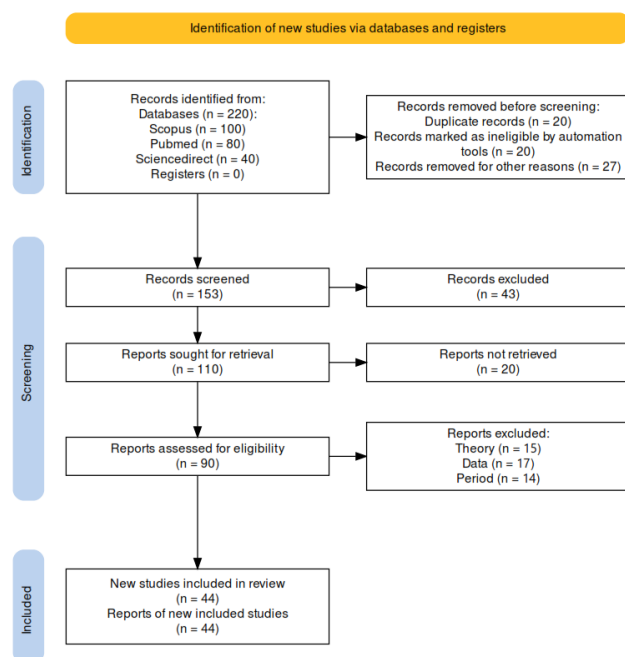 Identification of new studies via databases and registers
Identification
Records identified from:
Databases (n = 220):
Scopus (n = 100)
Pubmed (n = 80)
Sciencedirect (n = 40)
Registers (n = 0)
Records removed before screening:
Duplicate records (n = 20)
Records marked as ineligible by automation
tools (n = 20)
Records removed for other reasons (n = 27)
Screening
Records screened
(n = 153)
Records excluded
(n = 43)
Reports sought for retrieval
(n = 110)
Reports not retrieved
(n = 20)
Reports assessed for eligibility
(n = 90)
Reports excluded:
Theory (n = 15)
Data (n = 17)
Period (n = 14)
Included
New studies included in review
(n = 44)
Reports of new included studies
(n = 44)